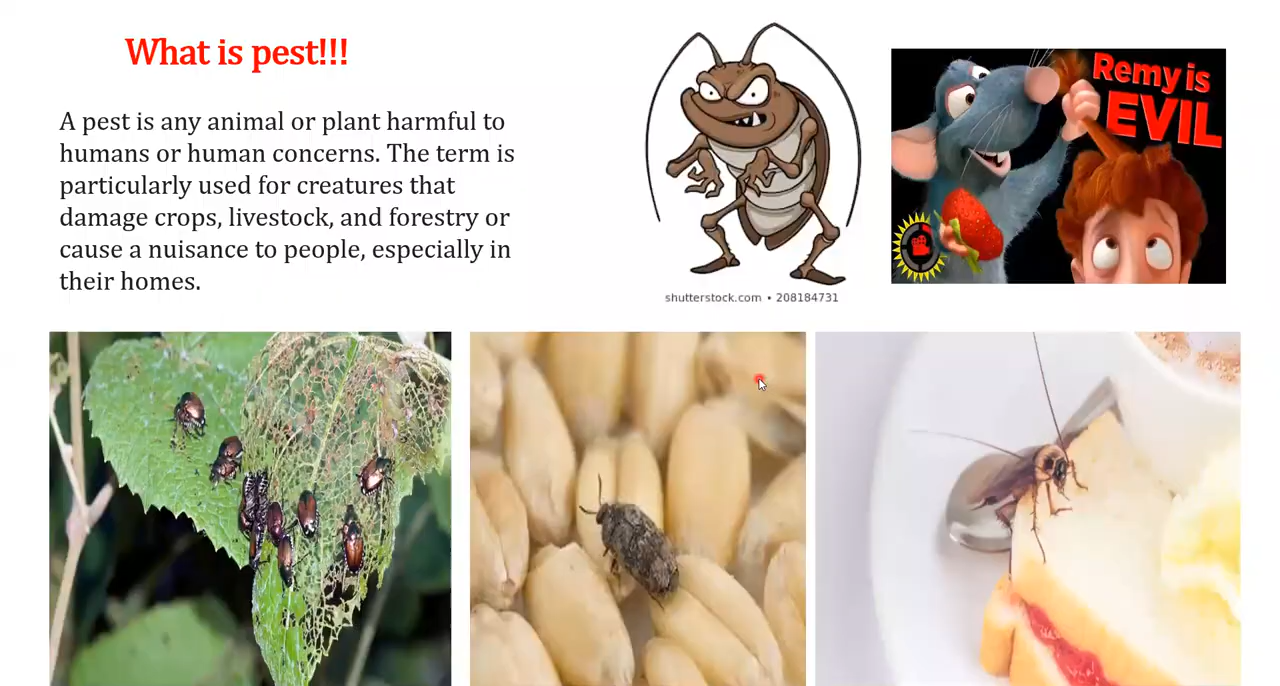 What is pest!!!
A pest is any animal or plant harmful to
humans or human concerns. The term is
particularly used for creatures that
damage crops, livestock, and forestry or
cause a nuisance to people, especially in
their homes.
shutterstock.com • 208184731
Remy is
EVIL